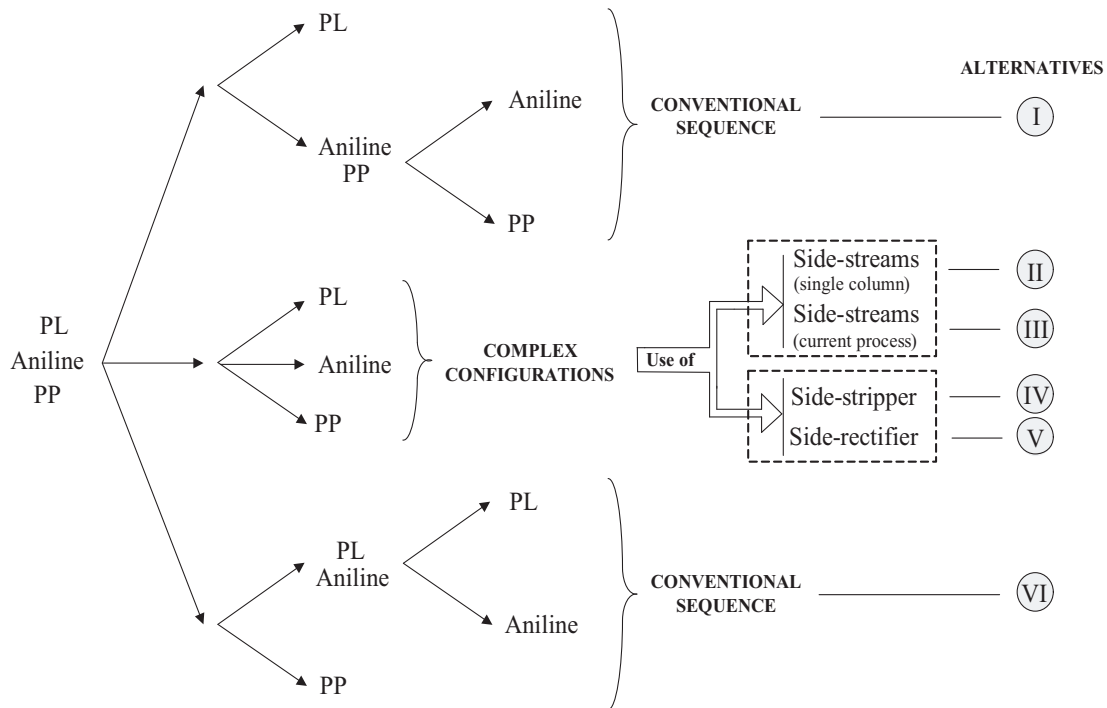 PL
Aniline
PP
PL
Aniline
PP
Aniline
PP
CONVENTIONAL
SEQUENCE
ALTERNATIVES
I
PL
Aniline
PP
COMPLEX
CONFIGURATIONS
Use of
Side-streams
(single column)
Side-streams
(current process)
Side-stripper
Side-rectifier
II
III
IV
V
PL
Aniline
PP
PL
Aniline
CONVENTIONAL
SEQUENCE
VI